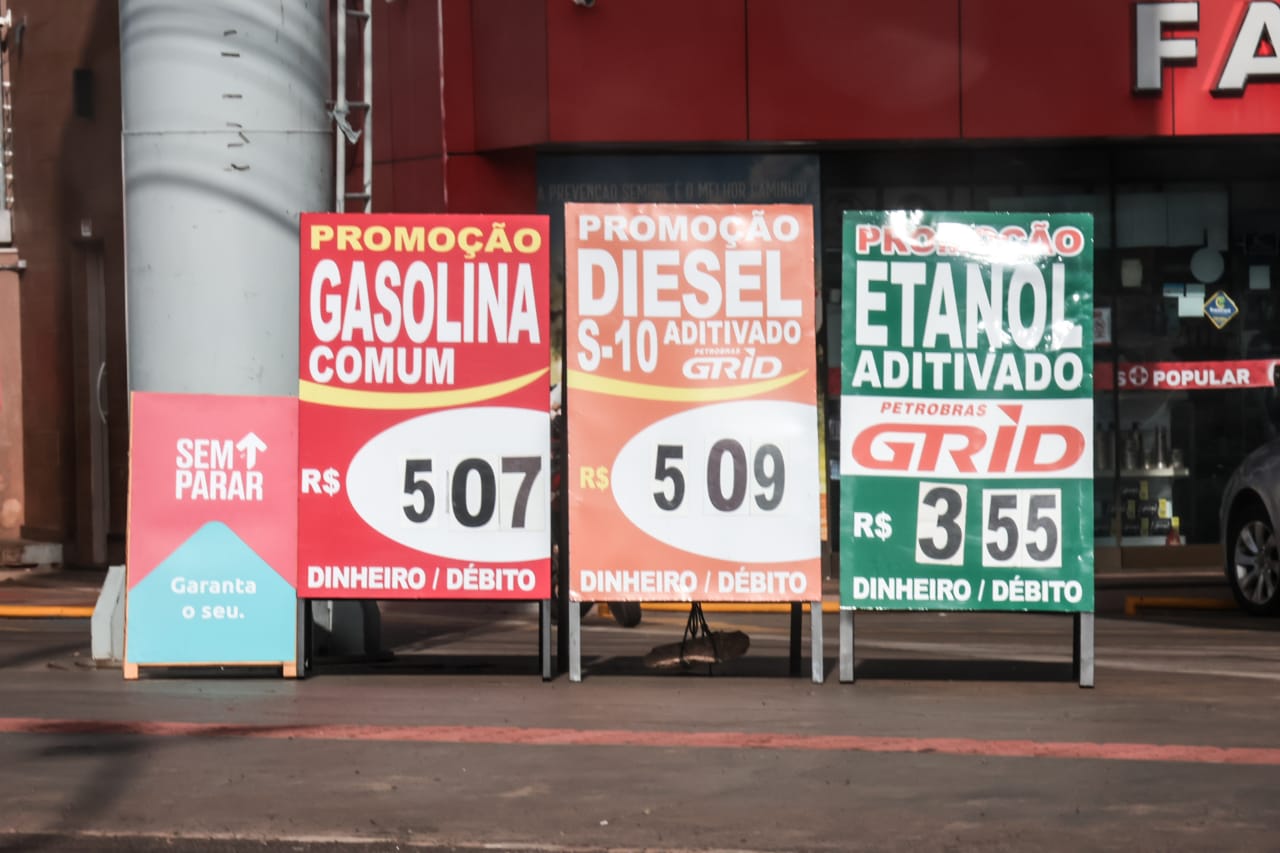 FA
A PREVENÇÃO SEMPRE É O MELHOR CAMINHO!
SEM
PARAR
Garanta
o seu.
PROMOÇÃO
GASOLINA
COMUM
R$ 5 07
DINHEIRO / DÉBITO
PROMOÇÃO
DIESEL
S-10 ADITIVADO
PETROBRAS
GRID
R$ 5 09
DINHEIRO / DÉBITO
PROMOÇÃO
ETANOL
ADITIVADO
PETROBRAS
GRID
R$ 3 55
DINHEIRO / DÉBITO
S POPULAR